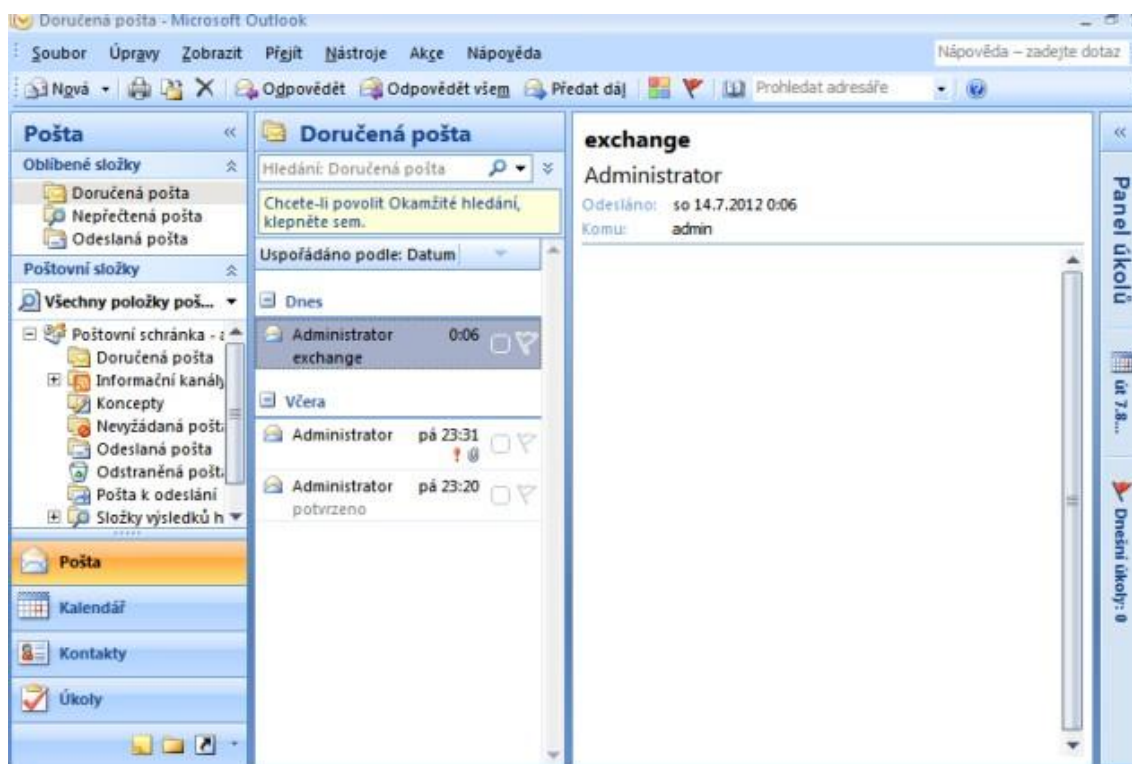 Doručená pošta - Microsoft Outlook
Soubor Úpravy Zobrazit Přejít Nástroje Akce Nápověda
Nápověda – zadejte dotaz
Nová Odpovědět Odpovědět všem Předat dál Prohledat adresáře
Pošta
Oblíbené složky
Doručená pošta
Nepřečtená pošta
Odeslaná pošta
Poštovní složky
Všechny položky poš...
Poštovní schránka - a
Doručená pošta
Informační kanály
Koncepty
Nevyžádaná pošt
Odeslaná pošta
Odstraněná pošt
Pošta k odeslání
Složky výsledků h
Pošta
Kalendář
Kontakty
Úkoly
Doručená pošta
Hledání: Doručená pošta
Chcete-li povolit Okamžité hledání,
klepněte sem.
Uspořádáno podle: Datum
Dnes
Administrator 0:06
exchange
Včera
Administrator pá 23:31
Administrator pá 23:20
potvrzeno
exchange
Administrator
Odesláno: so 14.7.2012 0:06
Komu: admin
Panel úkolů
út 7.8...
Dnešní úkoly: 0